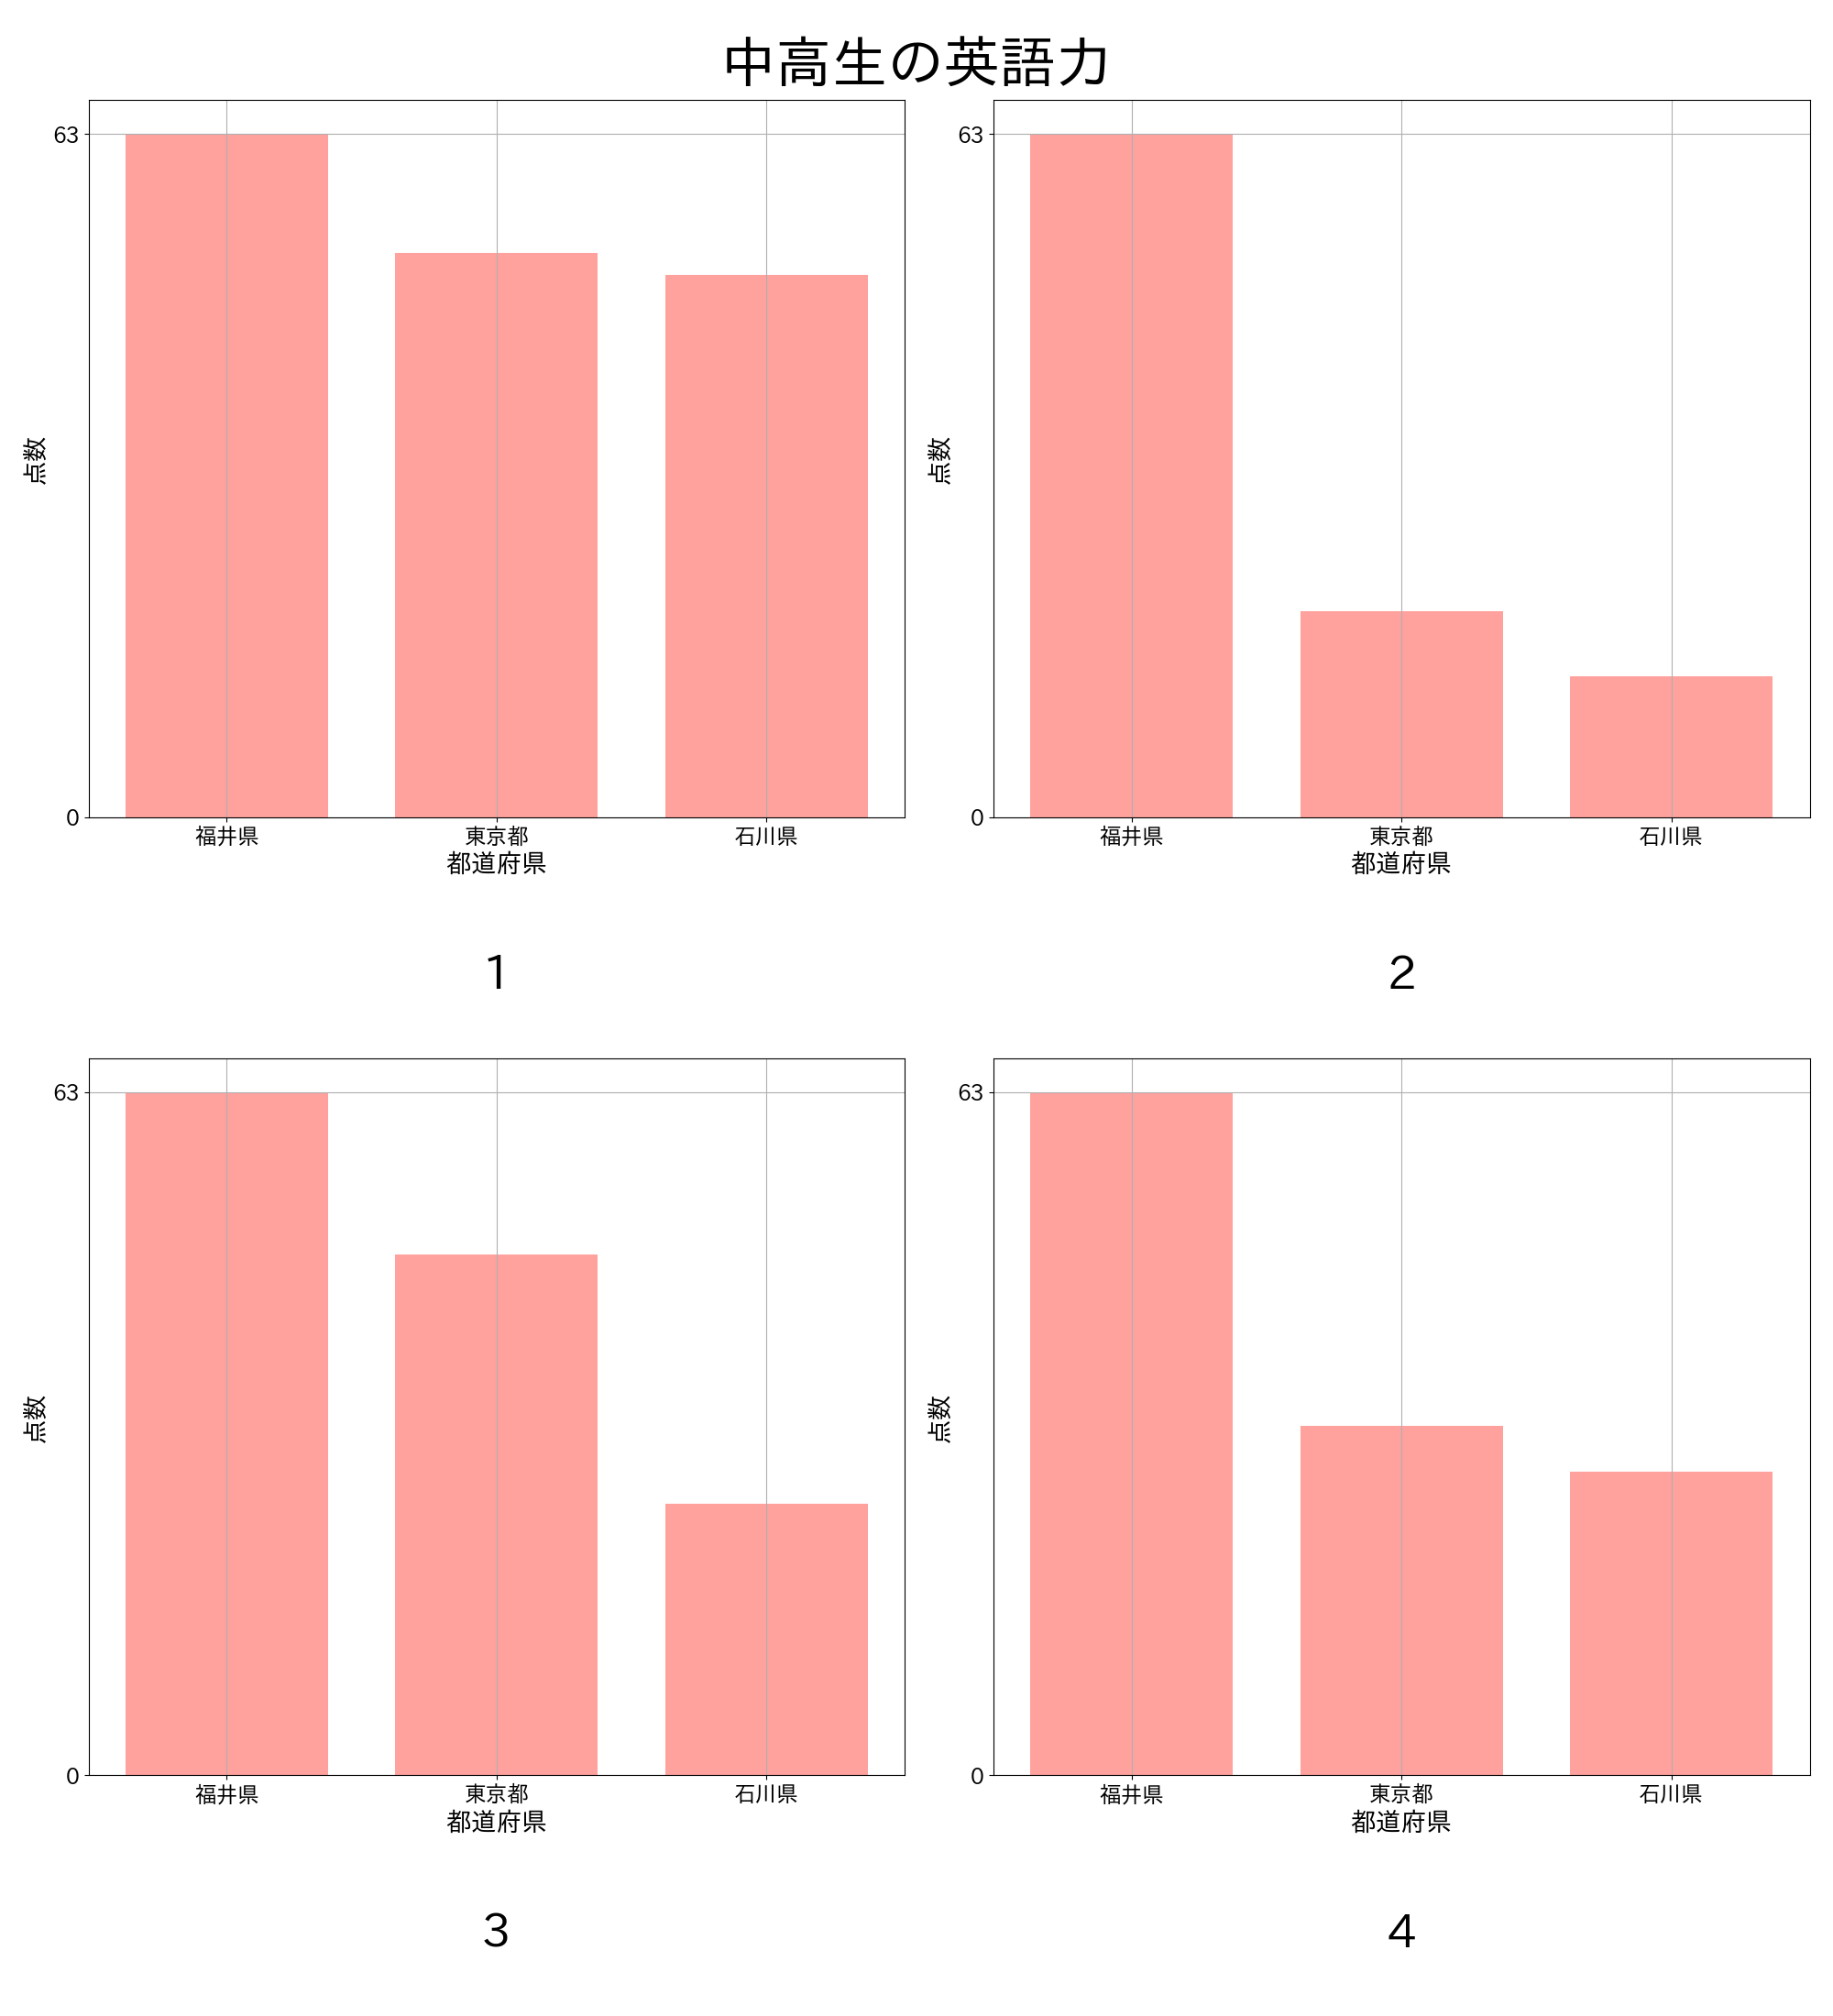 中高生の英語力
63
点数
0
福井県 東京都 石川県
都道府県
1
63
点数
0
福井県 東京都 石川県
都道府県
2
63
点数
0
福井県 東京都 石川県
都道府県
3
63
点数
0
福井県 東京都 石川県
都道府県
4